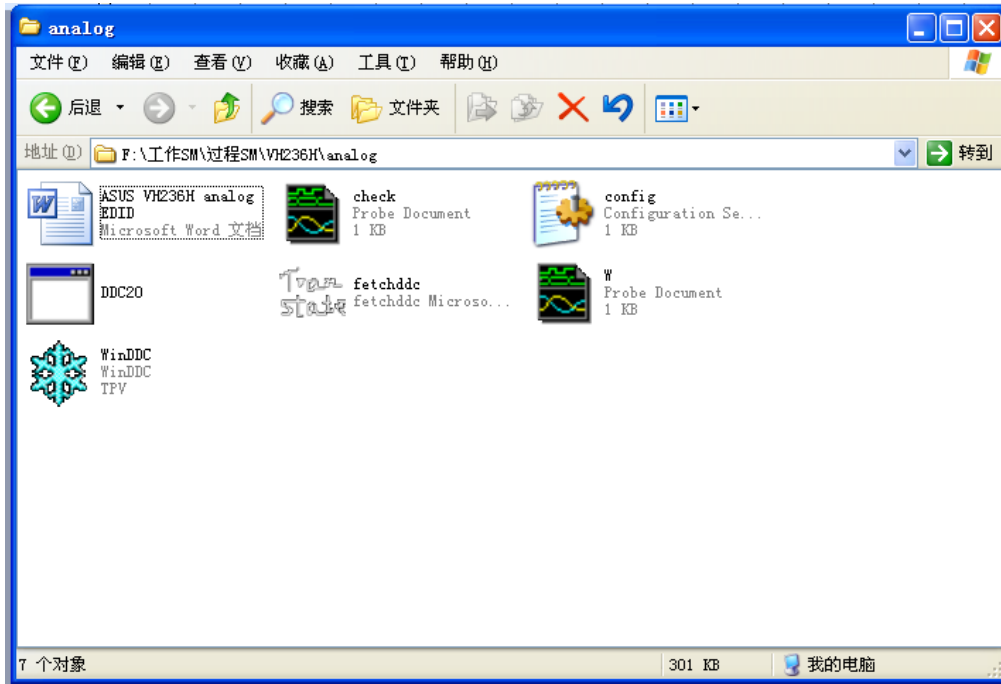 analog
文件(F) 编辑(E) 查看(V) 收藏(A) 工具(T) 帮助(H)
后退 搜索 文件夹
地址(D) F:\工作SM\过程SM\VH236H\analog 转到
ASUS VH236H analog
EDID
Microsoft Word 文档
check
Probe Document
1 KB
config
Configuration Se...
1 KB
DDC20
Tran
state
fetchddc
fetchddc Microso...
W
Probe Document
1 KB
WinDDC
WinDDC
TPV
7 个对象 301 KB 我的电脑